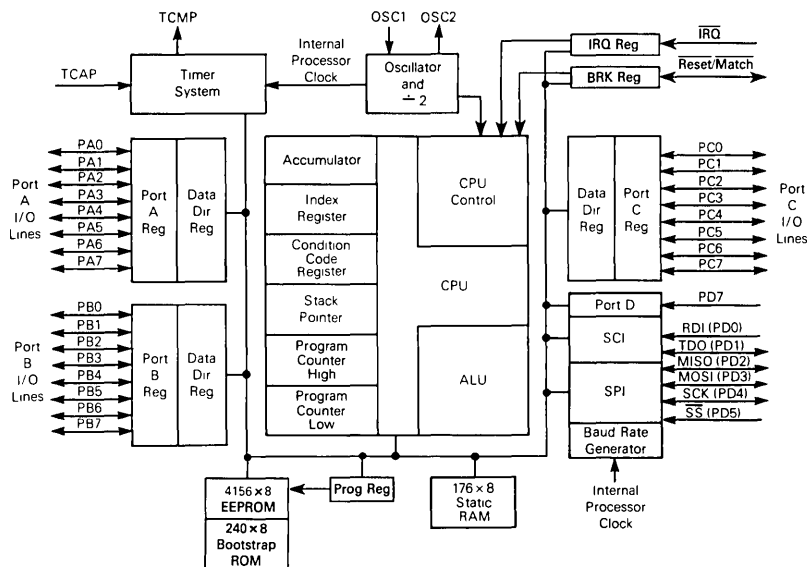 TCMP
OSC1
OSC2
TCAP
Timer
System
Internal
Processor
Clock
Oscillator
and
÷ 2
IRQ Reg
IRQ
BRK Reg
Reset/Match
Port
A
I/O
Lines
PA0
PA1
PA2
PA3
PA4
PA5
PA6
PA7
Port
A
Reg
Data
Dir
Reg
Accumulator
Index
Register
Condition
Code
Register
Stack
Pointer
Program
Counter
High
Program
Counter
Low
CPU
Control
CPU
ALU
Data
Dir
Reg
Port
C
Reg
PC0
PC1
PC2
PC3
PC4
PC5
PC6
PC7
Port
C
I/O
Lines
Port
B
I/O
Lines
PB0
PB1
PB2
PB3
PB4
PB5
PB6
PB7
Port
B
Reg
Data
Dir
Reg
Port D
SCI
SPI
Baud Rate
Generator
PD7
RDI (PD0)
TDO (PD1)
MISO (PD2)
MOSI (PD3)
SCK (PD4)
SS (PD5)
Internal
Processor
Clock
4156 × 8
EEPROM
240 × 8
Bootstrap
ROM
Prog Reg
176 × 8
Static
RAM